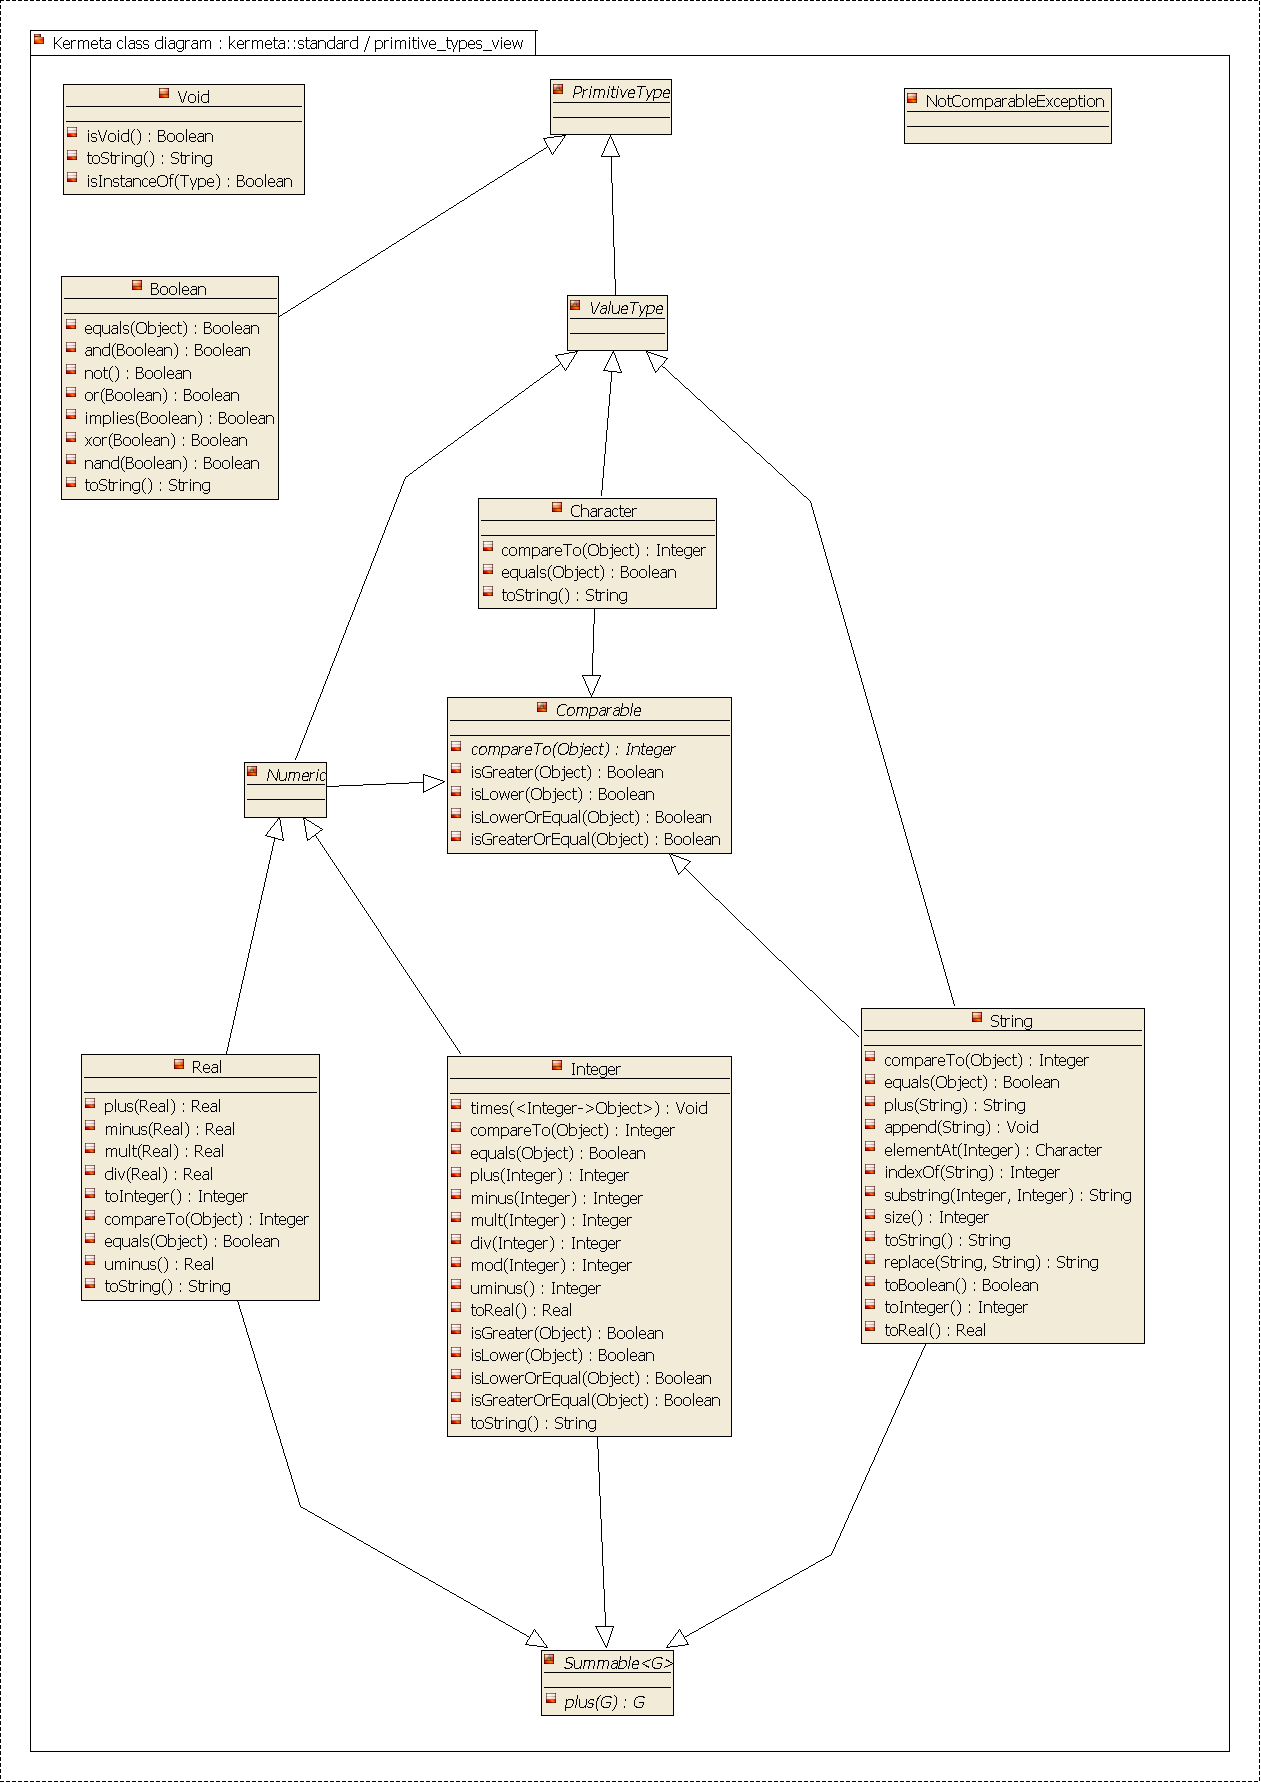 Kermeta class diagram : kermeta::standard / primitive_types_view
Void
isVoid() : Boolean
toString() : String
isInstanceOf(Type) : Boolean
PrimitiveType
NotComparableException
Boolean
equals(Object) : Boolean
and(Boolean) : Boolean
not() : Boolean
or(Boolean) : Boolean
implies(Boolean) : Boolean
xor(Boolean) : Boolean
nand(Boolean) : Boolean
toString() : String
ValueType
Character
compareTo(Object) : Integer
equals(Object) : Boolean
toString() : String
Comparable
compareTo(Object) : Integer
isGreater(Object) : Boolean
isLower(Object) : Boolean
isLowerOrEqual(Object) : Boolean
isGreaterOrEqual(Object) : Boolean
Numeric
Real
plus(Real) : Real
minus(Real) : Real
mult(Real) : Real
div(Real) : Real
toInteger() : Integer
compareTo(Object) : Integer
equals(Object) : Boolean
uminus() : Real
toString() : String
Integer
times(<Integer->Object>) : Void
compareTo(Object) : Integer
equals(Object) : Boolean
plus(Integer) : Integer
minus(Integer) : Integer
mult(Integer) : Integer
div(Integer) : Integer
mod(Integer) : Integer
uminus() : Integer
toReal() : Real
isGreater(Object) : Boolean
isLower(Object) : Boolean
isLowerOrEqual(Object) : Boolean
isGreaterOrEqual(Object) : Boolean
toString() : String
String
compareTo(Object) : Integer
equals(Object) : Boolean
plus(String) : String
append(String) : Void
elementAt(Integer) : Character
indexOf(String) : Integer
substring(Integer, Integer) : String
size() : Integer
toString() : String
replace(String, String) : String
toBoolean() : Boolean
toInteger() : Integer
toReal() : Real
Summable<G>
plus(G) : G